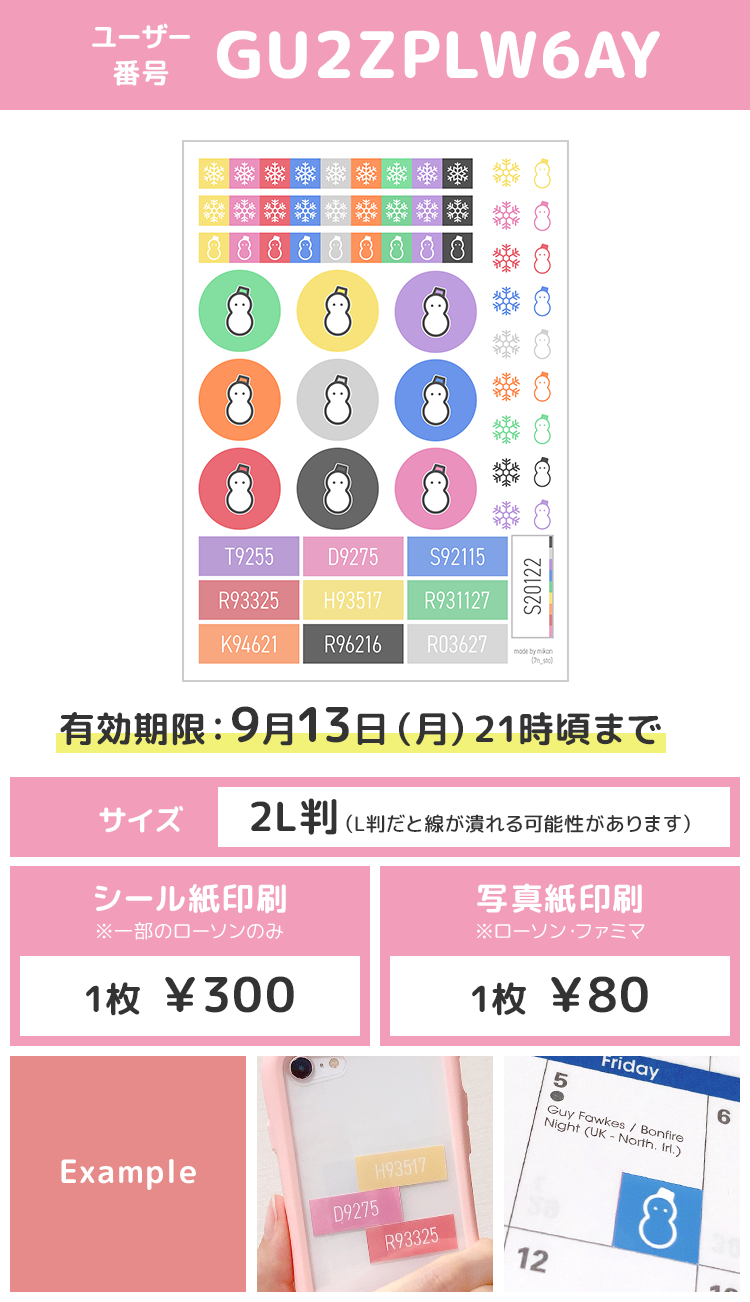 ユーザー
番号
GU2ZPLW6AY
T9255 D9275 S92115
R93325 H93517 R931127
K94621 R96216 R03627
S20122
made by mikan
(7n_stc)
有効期限：9月13日（月）21時頃まで
サイズ
2L判（L判だと線が潰れる可能性があります）
シール紙印刷
※一部のローソンのみ
1枚 ￥300
写真紙印刷
※ローソン・ファミマ
1枚 ￥80
Example
H93517
D9275
R93325
Friday
5
Guy Fawkes / Bonfire
Night (UK - North. Irl.)
6
12